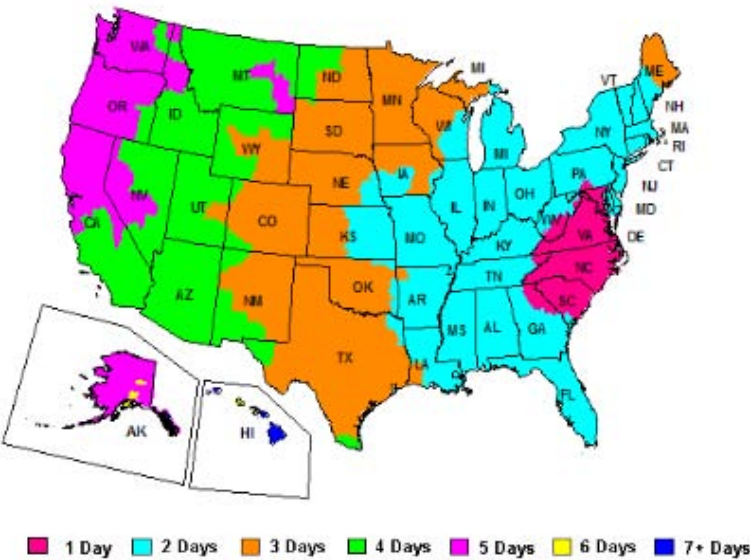 WA
MT
ND
OR
ID
MN
MI
WI
SD
WY
VT
ME
NH
MA
RI
CT
NY
MI
NV
UT
CA
NE
IA
PA
NJ
MD
DE
IL
IN
OH
CO
KS
MO
KY
WV
VA
AZ
NM
OK
AR
TN
NC
SC
TX
LA
MS
AL
GA
FL
AK
HI
1 Day 2 Days 3 Days 4 Days 5 Days 6 Days 7+ Days